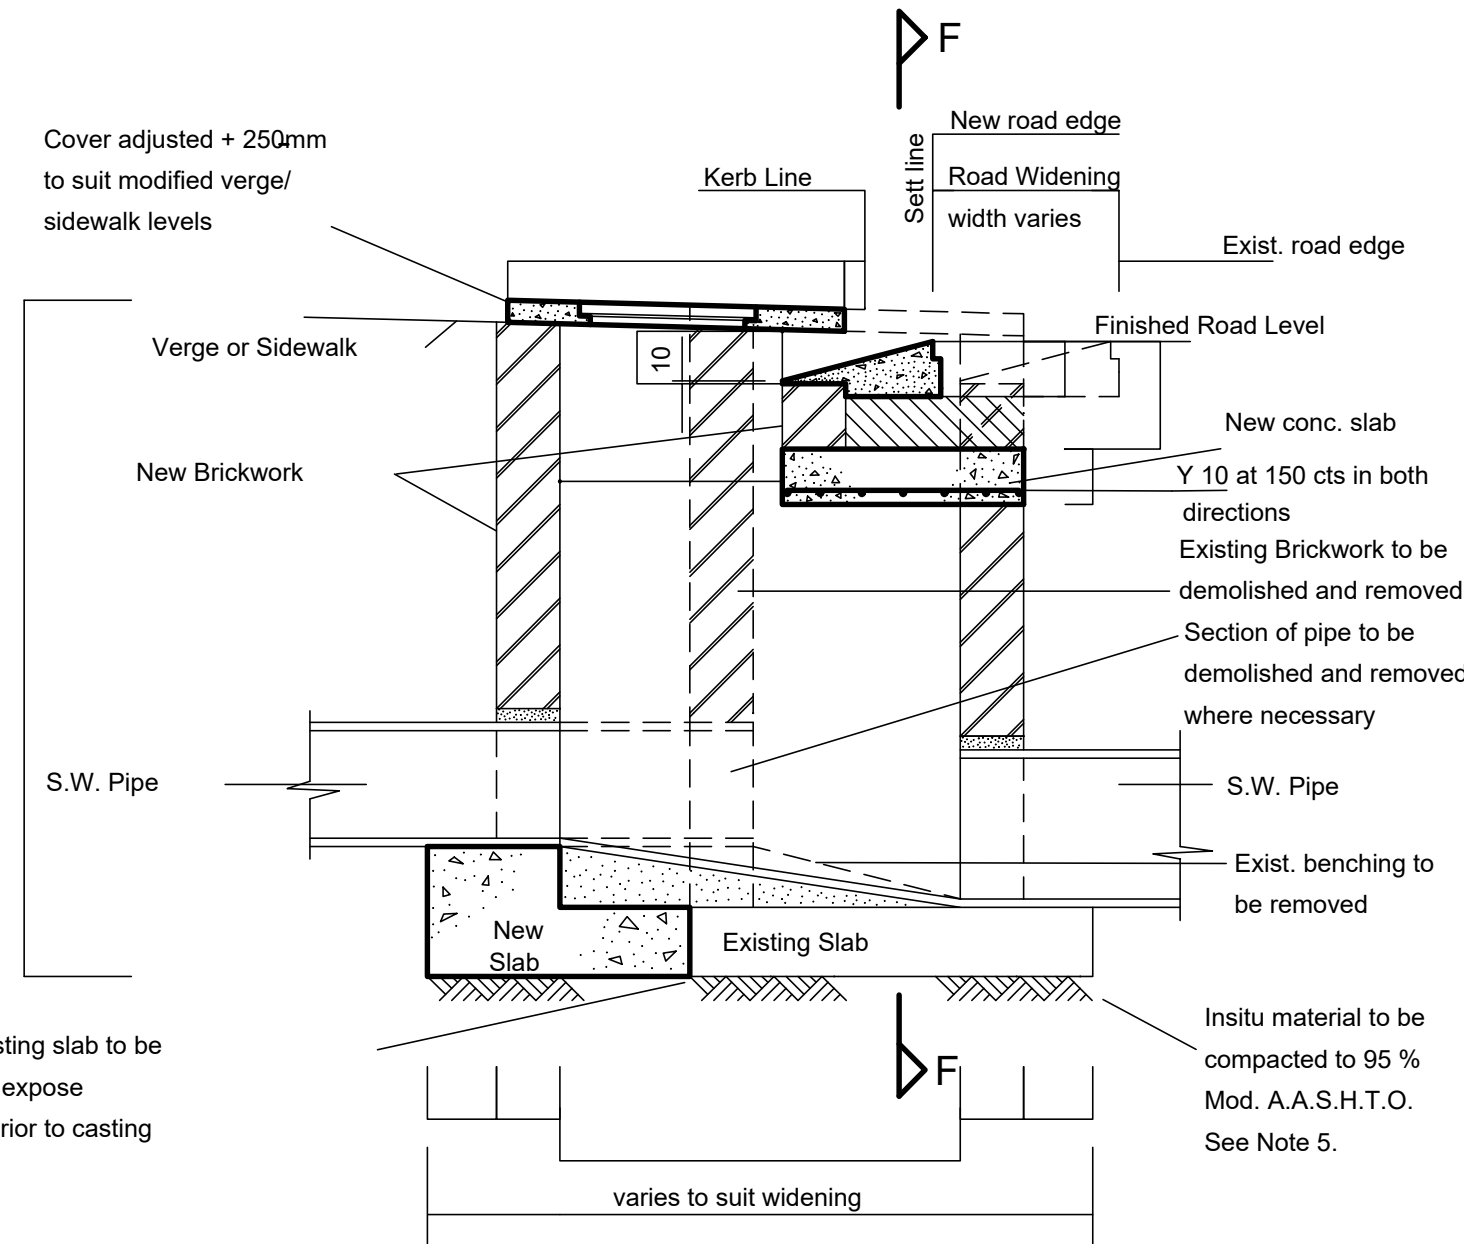 F
New road edge
Cover adjusted + 250mm
to suit modified verge/
sidewalk levels
Kerb Line
Sett line
Road Widening
width varies
Exist. road edge
Finished Road Level
Verge or Sidewalk
10
New conc. slab
New Brickwork
Y 10 at 150 cts in both
directions
Existing Brickwork to be
demolished and removed
Section of pipe to be
demolished and removed
where necessary
S.W. Pipe
S.W. Pipe
Exist. benching to
be removed
New
Slab
Existing Slab
sting slab to be
expose
rior to casting
F
Insitu material to be
compacted to 95 %
Mod. A.A.S.H.T.O.
See Note 5.
varies to suit widening